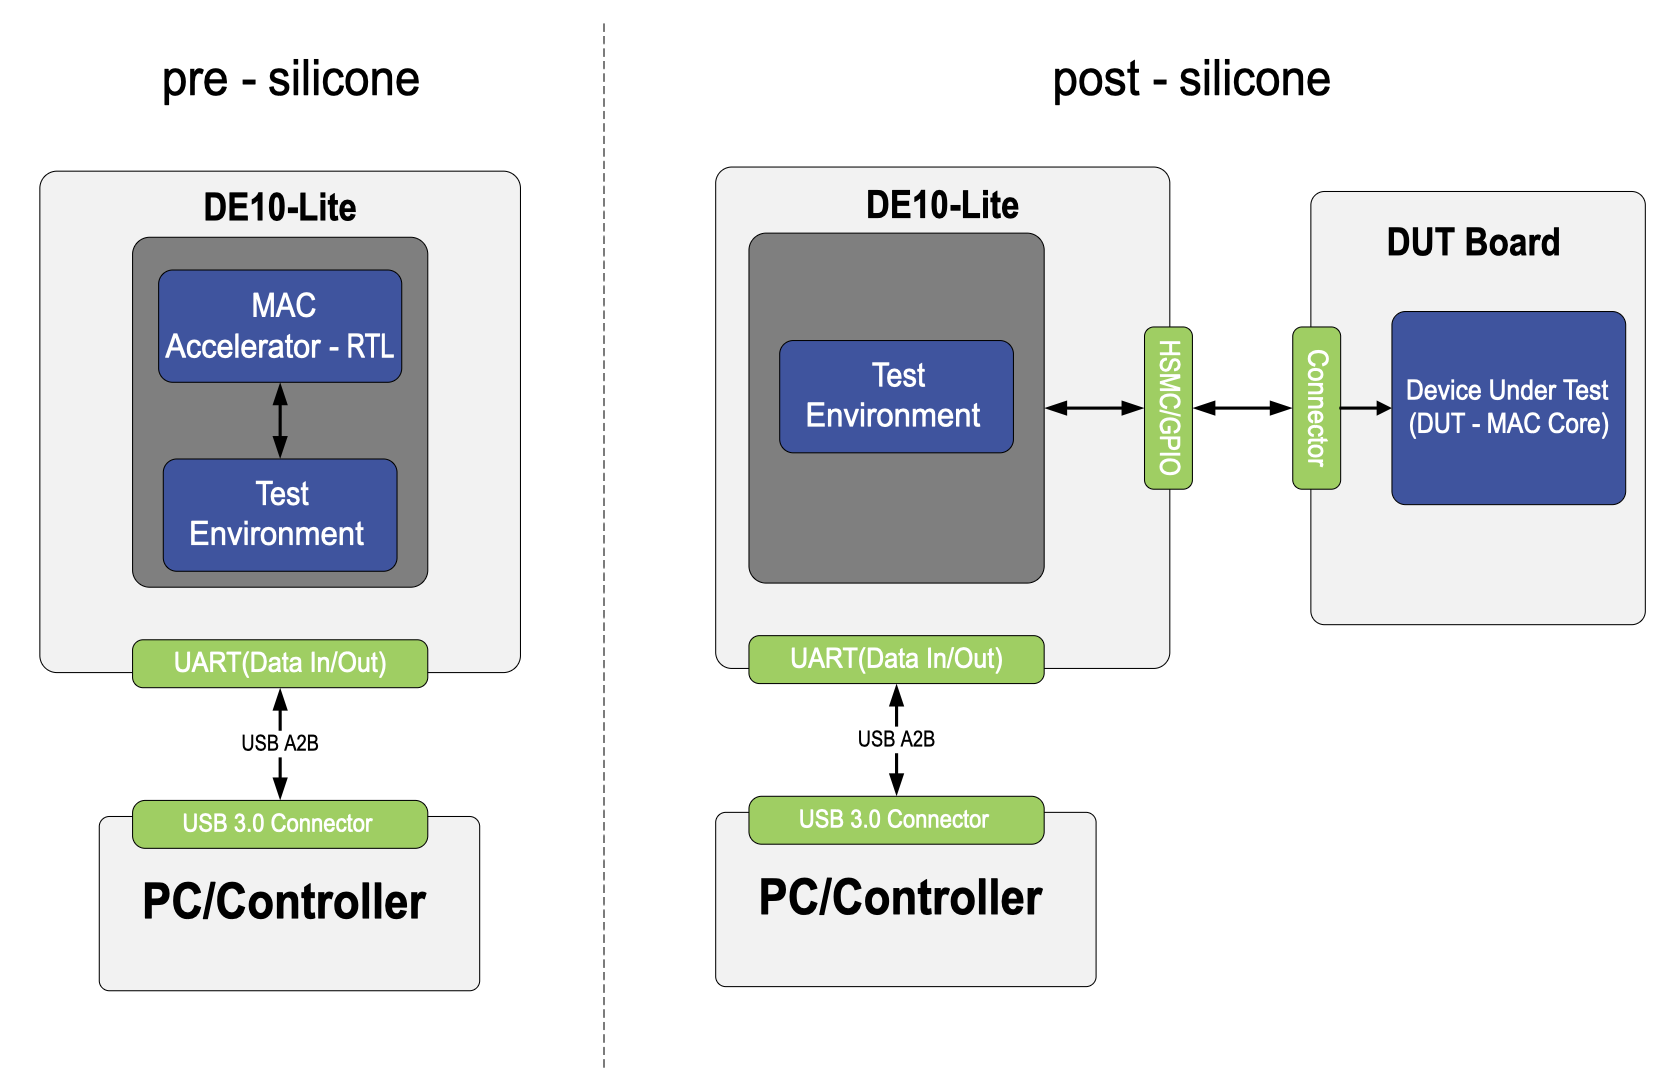 pre - silicone
DE10-Lite
MAC
Accelerator - RTL
Test
Environment
UART(Data In/Out)
USB A2B
USB 3.0 Connector
PC/Controller
post - silicone
DE10-Lite
Test
Environment
HSMC/GPIO
Connector
DUT Board
Device Under Test
(DUT - MAC Core)
UART(Data In/Out)
USB A2B
USB 3.0 Connector
PC/Controller